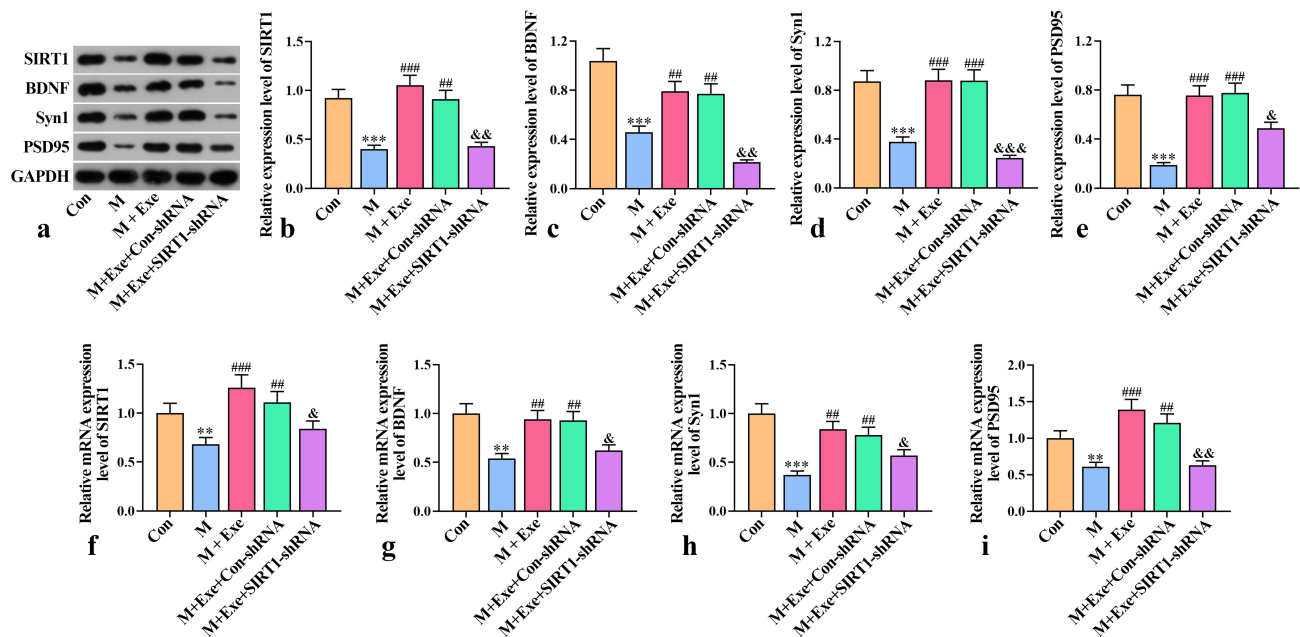 SIRT1
BDNF
Syn1
PSD95
GAPDH
Con
M
M + Exe
M+Exe+Con-shRNA
M+Exe+SIRT1-shRNA
a
Relative expression level of SIRT1
1.5
1.0
0.5
0.0
***
###
##
&&
Con
M
M + Exe
M+Exe+Con-shRNA
M+Exe+SIRT1-shRNA
b
Relative expression level of BDNF
1.2
0.8
0.4
0.0
***
##
##
&&
Con
M
M + Exe
M+Exe+Con-shRNA
M+Exe+SIRT1-shRNA
c
Relative expression level of Syn1
1.2
0.8
0.4
0.0
***
###
###
&&&
Con
M
M + Exe
M+Exe+Con-shRNA
M+Exe+SIRT1-shRNA
d
Relative expression level of PSD95
1.2
0.8
0.4
0.0
***
###
###
&
Con
M
M + Exe
M+Exe+Con-shRNA
M+Exe+SIRT1-shRNA
e
Relative mRNA expression
level of SIRT1
1.5
1.0
0.5
0.0
**
###
##
&
Con
M
M + Exe
M+Exe+Con-shRNA
M+Exe+SIRT1-shRNA
f
Relative mRNA expression
level of BDNF
1.5
1.0
0.5
0.0
**
##
##
&
Con
M
M + Exe
M+Exe+Con-shRNA
M+Exe+SIRT1-shRNA
g
Relative mRNA expression
level of Syn1
1.5
1.0
0.5
0.0
***
##
##
&
Con
M
M + Exe
M+Exe+Con-shRNA
M+Exe+SIRT1-shRNA
h
Relative mRNA expression
level of PSD95
2.0
1.5
1.0
0.5
0.0
**
###
##
&&
Con
M
M + Exe
M+Exe+Con-shRNA
M+Exe+SIRT1-shRNA
i